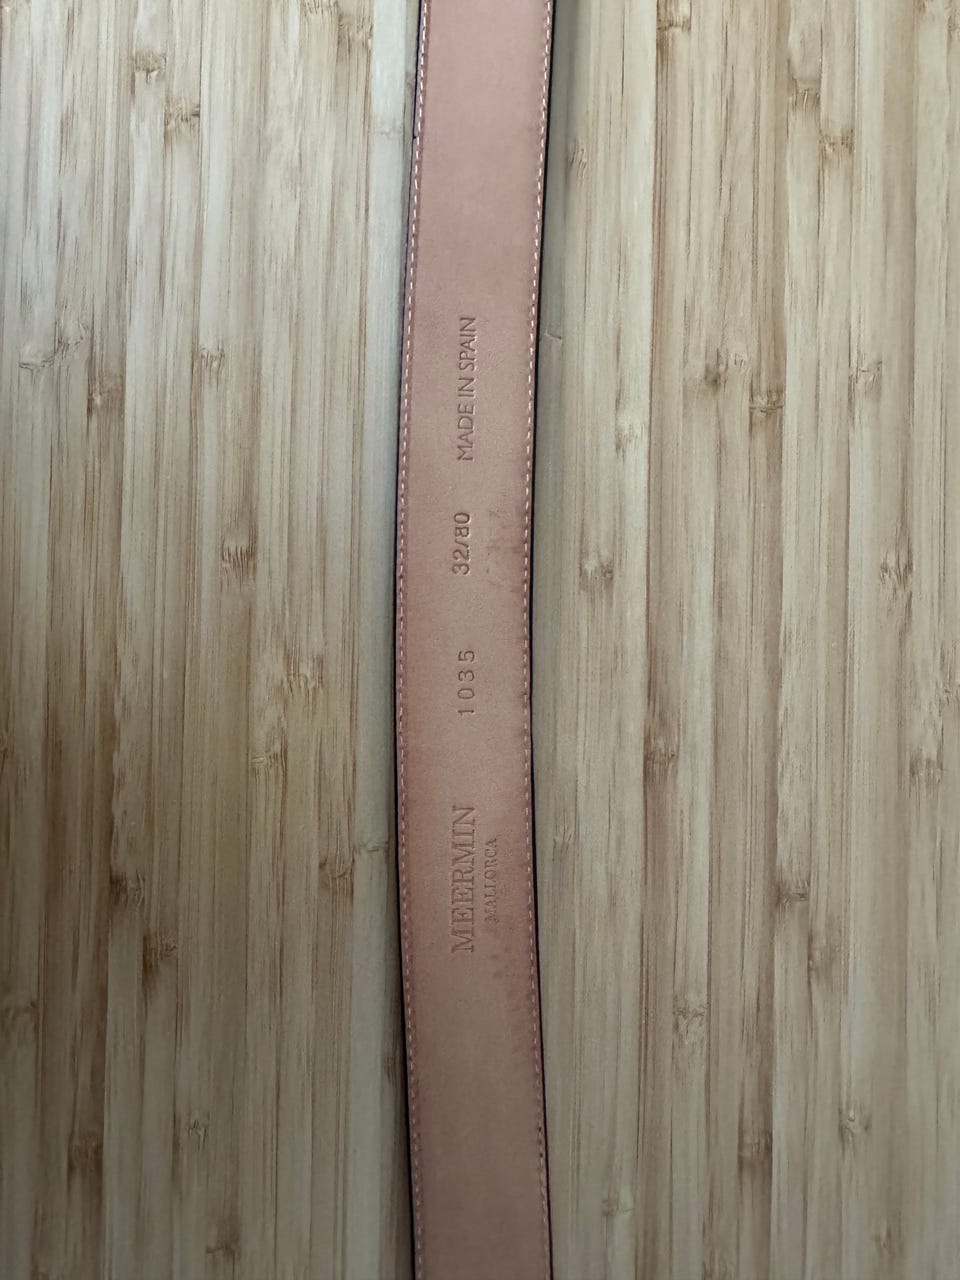 MEERMIN
MALLORCA
1035
32/80
MADE IN SPAIN